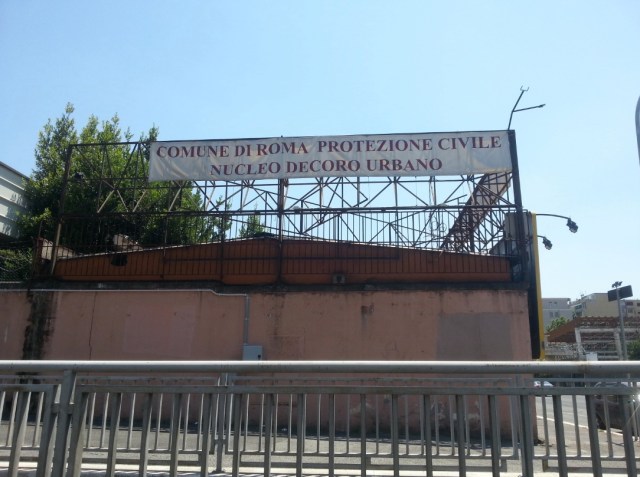 COMUNE DI ROMA PROTEZIONE CIVILE
NUCLEO DECORO URBANO